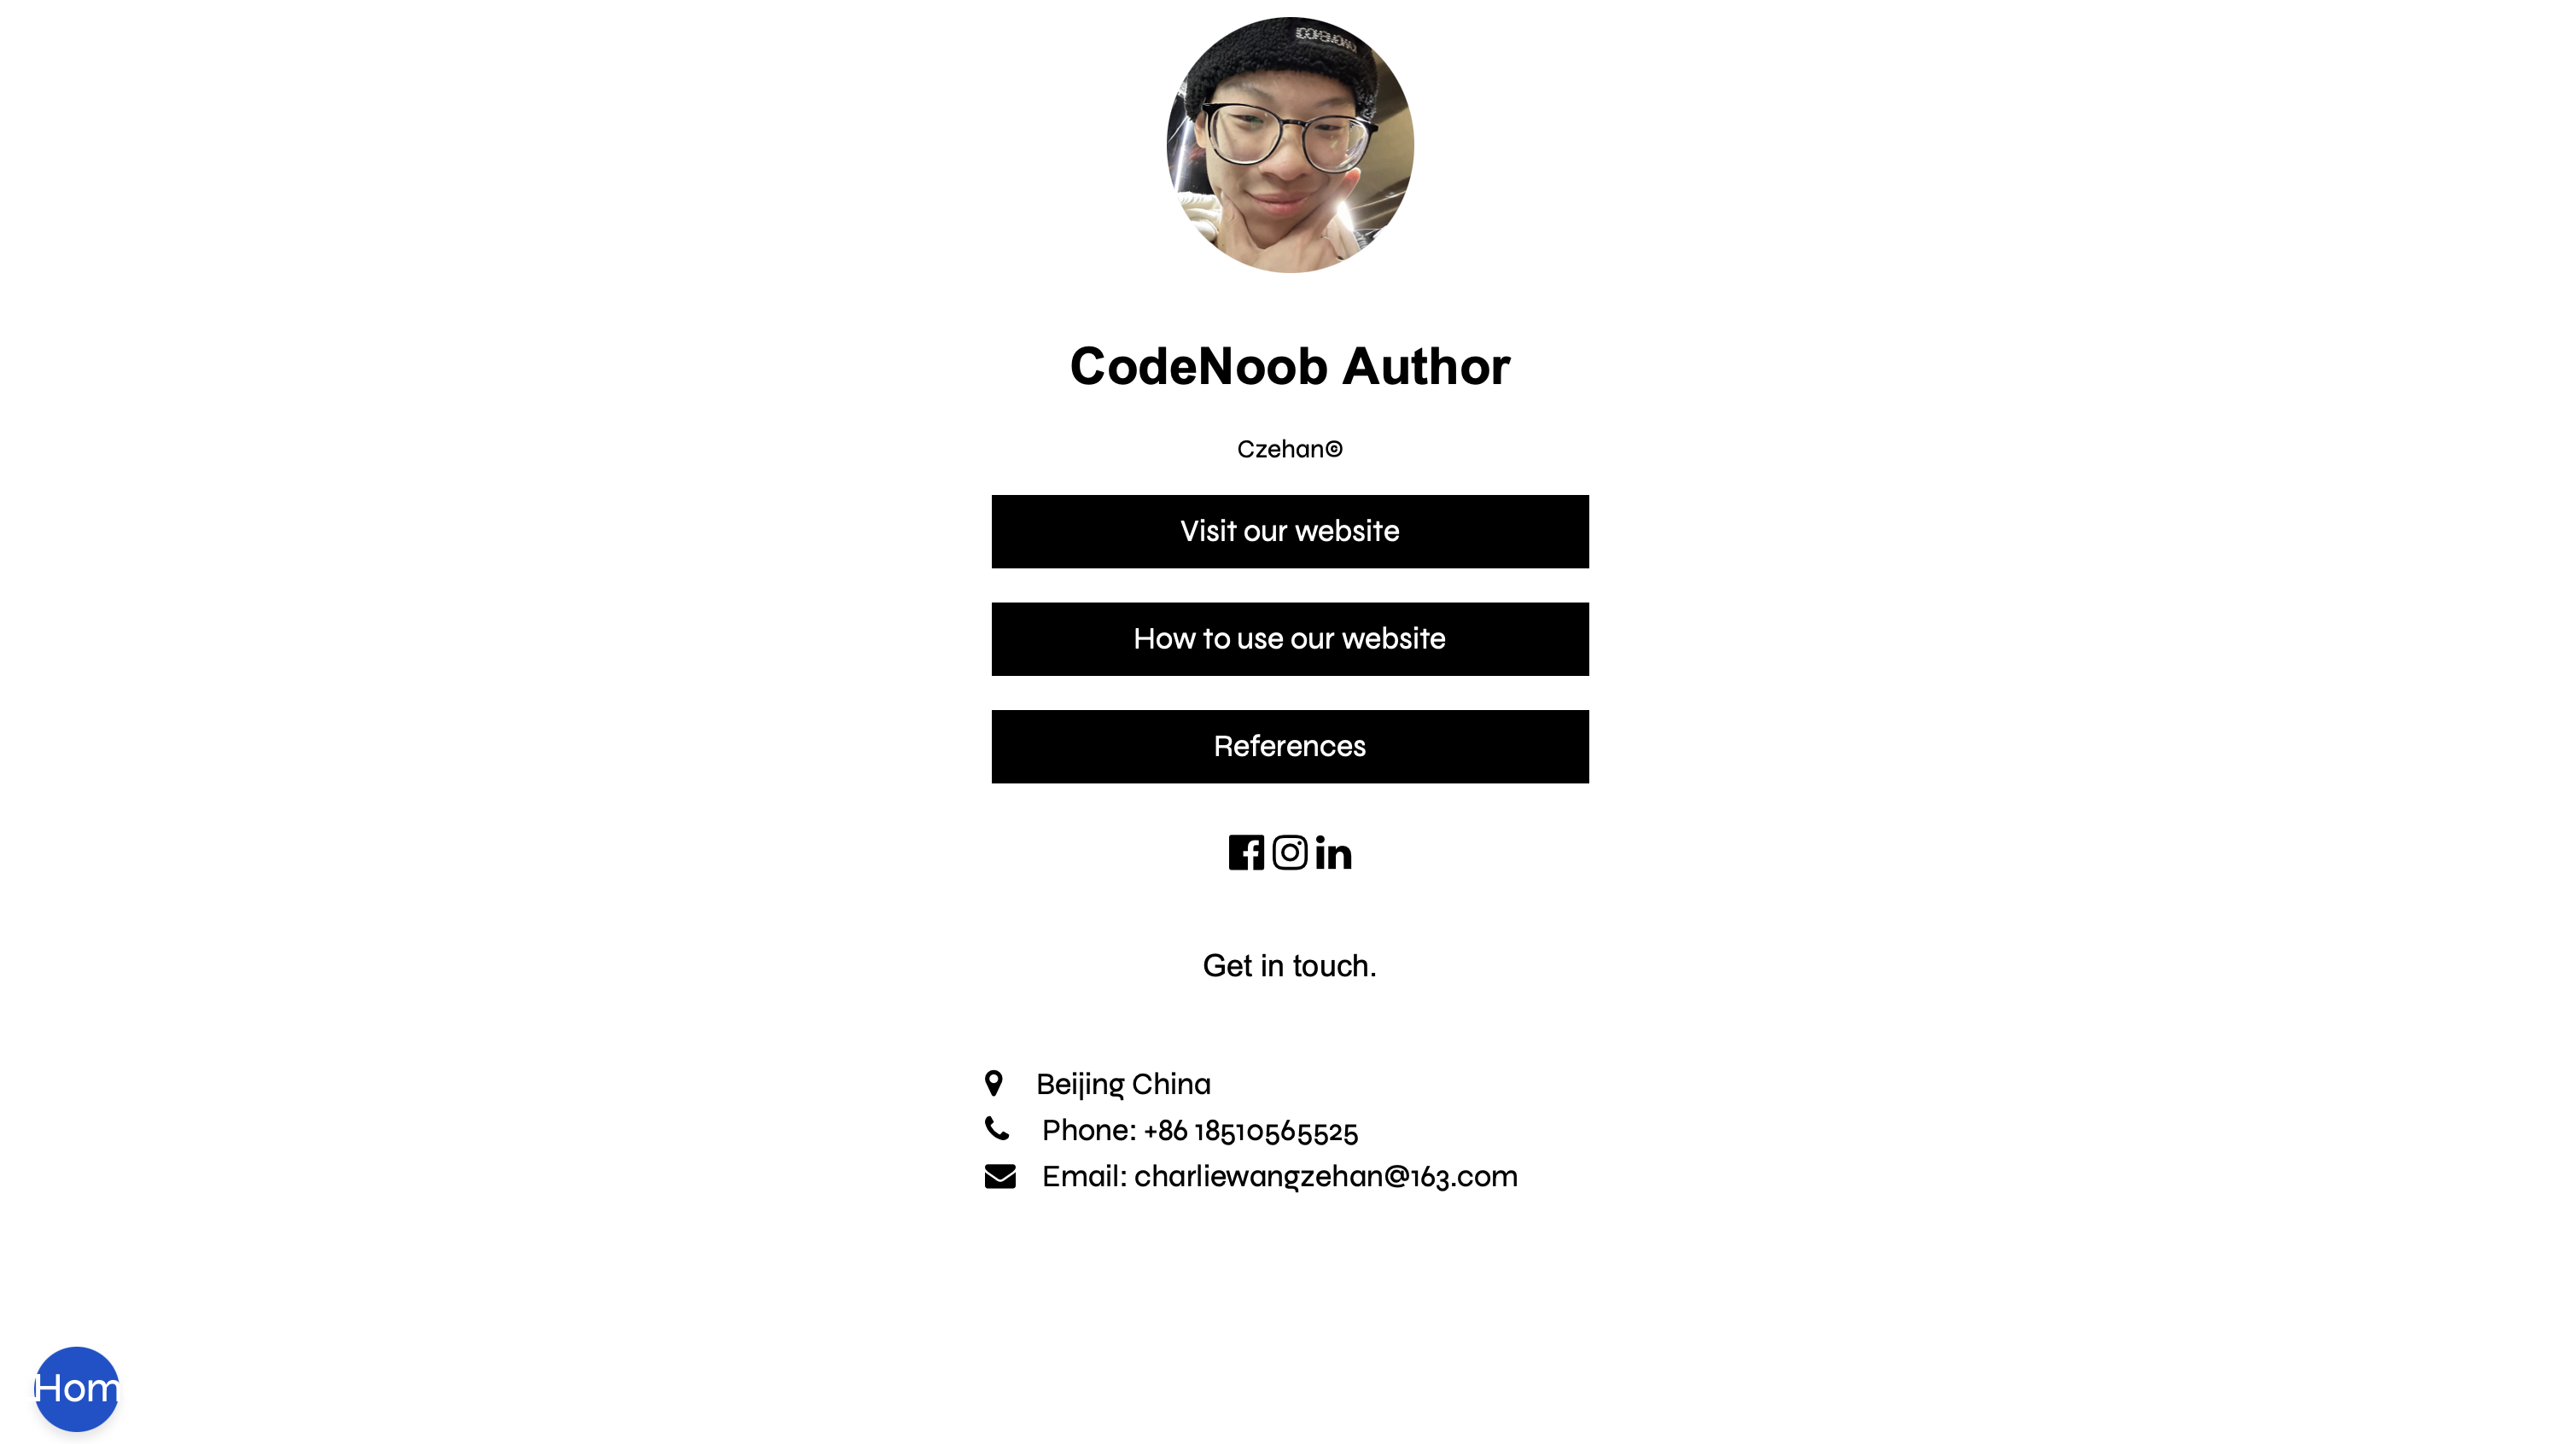 CodeNoob Author
Czehan©
Visit our website
How to use our website
References
Get in touch.
Beijing China
Phone: +86 18510565525
Email: charliewangzehan@163.com
Hom